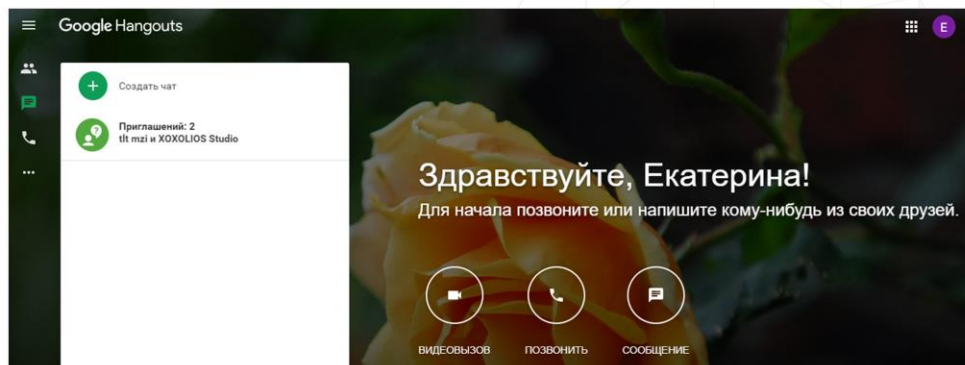 Google Hangouts
E
Создать чат
Приглашений: 2
tlt mzi и XOXOLIOS Studio
Здравствуйте, Екатерина!
Для начала позвоните или напишите кому-нибудь из своих друзей.
ВИДЕОВЫЗОВ ПОЗВОНИТЬ СООБЩЕНИЕ